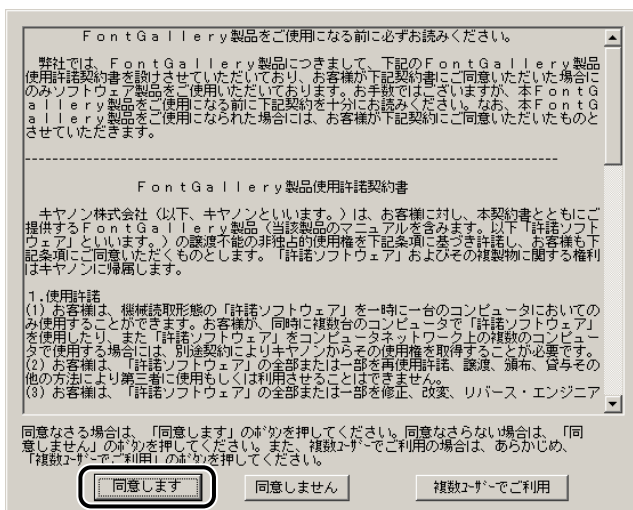 ＦｏｎｔＧａｌｌｅｒｙ製品をご使用になる前に必ずお読みください。
弊社では、ＦｏｎｔＧａｌｌｅｒｙ製品につきまして、下記のＦｏｎｔＧａｌｌｅｒｙ製品
使用許諾契約書を設けさせていただいており、お客様が下記契約書にご同意いただいた場合に
のみソフトウェア製品をご使用いただいております。お手数ではございますが、本ＦｏｎｔＧ
ａｌｌｅｒｙ製品をご使用になる前に下記契約を十分にお読みください。なお、本ＦｏｎｔＧ
ａｌｌｅｒｙ製品をご使用になられた場合には、お客様が下記契約にご同意いただいたものと
させていただきます。
--------------------------------------------------------------------------------
ＦｏｎｔＧａｌｌｅｒｙ製品使用許諾契約書
キヤノン株式会社（以下、キヤノンといいます。）は、お客様に対し、本契約書とともにご
提供するＦｏｎｔＧａｌｌｅｒｙ製品（当該製品のマニュアルを含みます。以下「許諾ソフト
ウェア」といいます。）の譲渡不能の非独占的使用権を下記条項に基づき許諾し、お客様も下
記条項にご同意いただくものとします。「許諾ソフトウェア」およびその複製物に関する権利
はキヤノンに帰属します。
１.使用許諾
(1) お客様は、機械読取形態の「許諾ソフトウェア」を一時に一台のコンピュータにおいての
み使用することができます。お客様が、同時に複数台のコンピュータで「許諾ソフトウェア」
を使用したり、また「許諾ソフトウェア」をコンピュータネットワーク上の複数のコンピュー
タで使用する場合には、別途契約によりキヤノンからその使用権を取得することが必要です。
(2) お客様は、「許諾ソフトウェア」の全部または一部を再使用許諾、譲渡、頒布、貸与その
他の方法により第三者に使用もしくは利用させることはできません。
(3) お客様は、「許諾ソフトウェア」の全部または一部を修正、改変、リバース・エンジニア
同意なさる場合は、「同意します」のﾎﾞﾀﾝを押してください。同意なさらない場合は、「同
意しません」のﾎﾞﾀﾝを押してください。また、複数ﾕｰｻﾞｰでご利用の場合は、あらかじめ、
「複数ﾕｰｻﾞｰでご利用」のﾎﾞﾀﾝを押してください。
同意します 同意しません 複数ﾕｰｻﾞｰでご利用